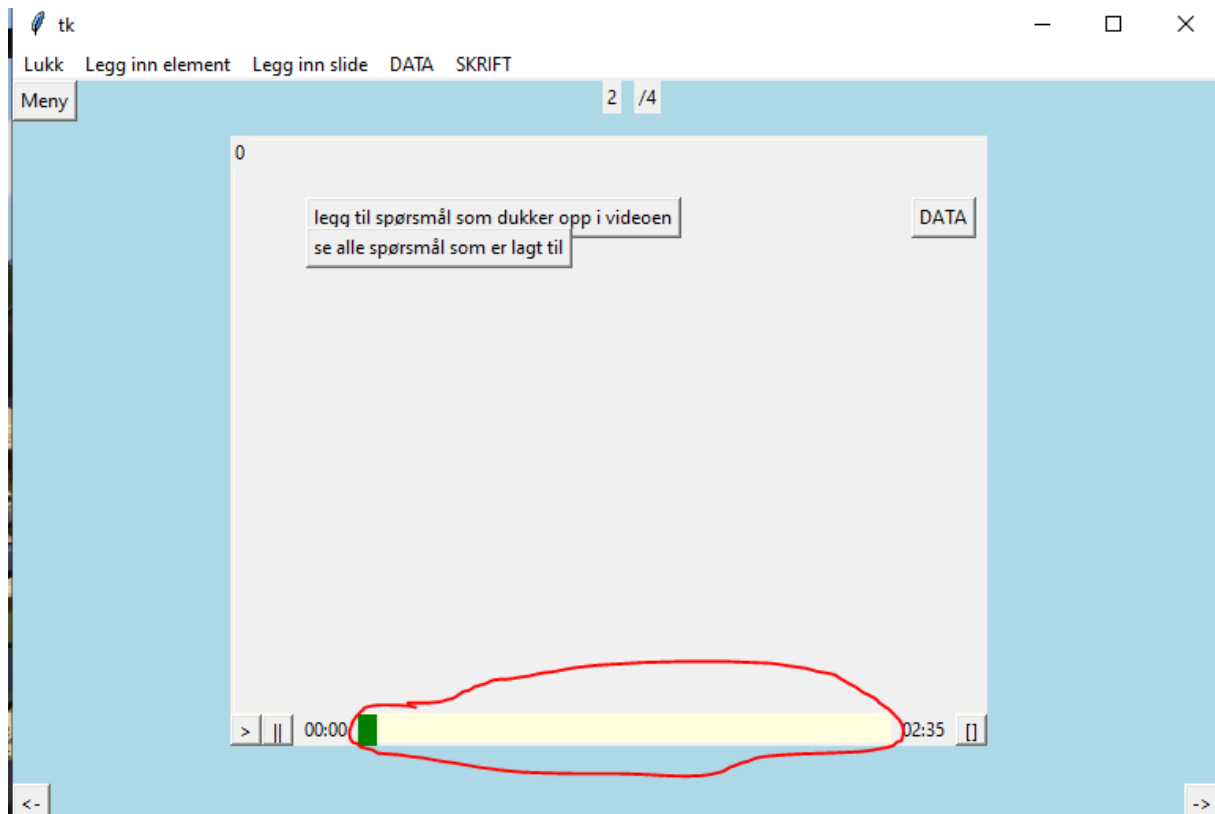 tk
Lukk Legg inn element Legg inn slide DATA SKRIFT
Meny 2 /4
0
legg til spørsmål som dukker opp i videoen DATA
se alle spørsmål som er lagt til
> || 00:00 02:35 []
<- ->